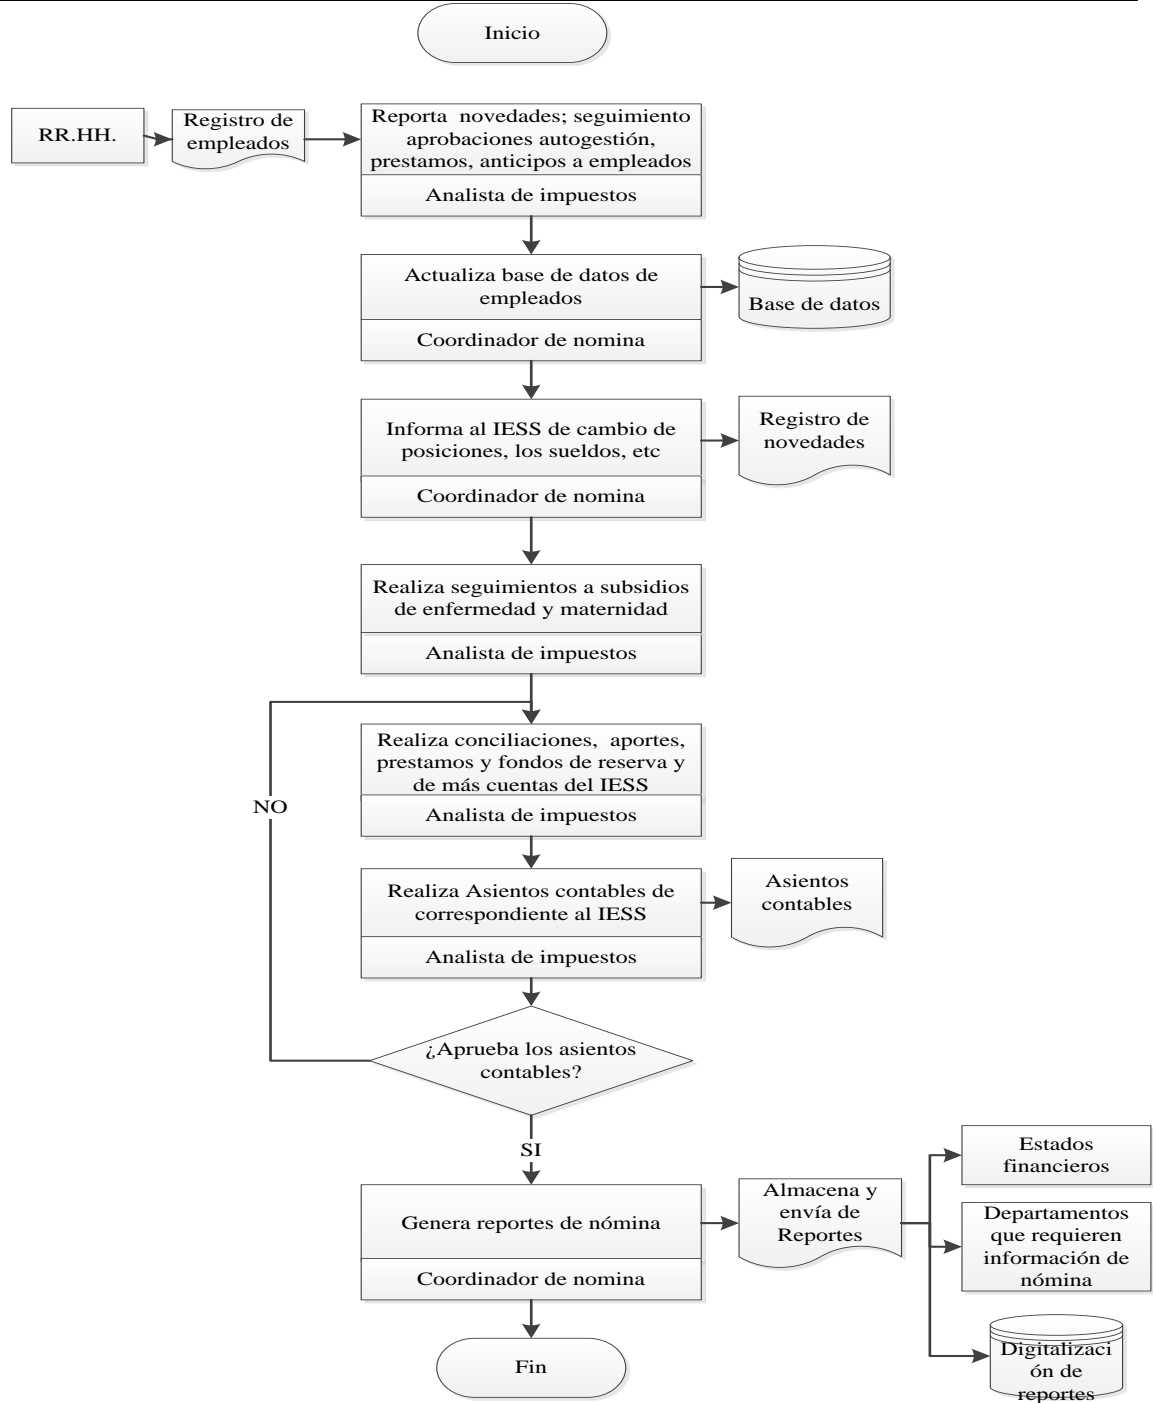 Inicio
RR.HH.
Registro de
empleados
Reporta novedades; seguimiento
aprobaciones autogestión,
prestamos, anticipos a empleados
Analista de impuestos
Actualiza base de datos de
empleados
Coordinador de nomina
Base de datos
Informa al IESS de cambio de
posiciones, los sueldos, etc
Coordinador de nomina
Registro de
novedades
Realiza seguimientos a subsidios
de enfermedad y maternidad
Analista de impuestos
Realiza conciliaciones, aportes,
prestamos y fondos de reserva y
de más cuentas del IESS
Analista de impuestos
NO
Realiza Asientos contables de
correspondiente al IESS
Analista de impuestos
Asientos
contables
¿Aprueba los asientos
contables?
SI
Genera reportes de nómina
Coordinador de nomina
Almacena y
envía de
Reportes
Estados
financieros
Departamentos
que requieren
información de
nómina
Digitalizaci
ón de
reportes
Fin